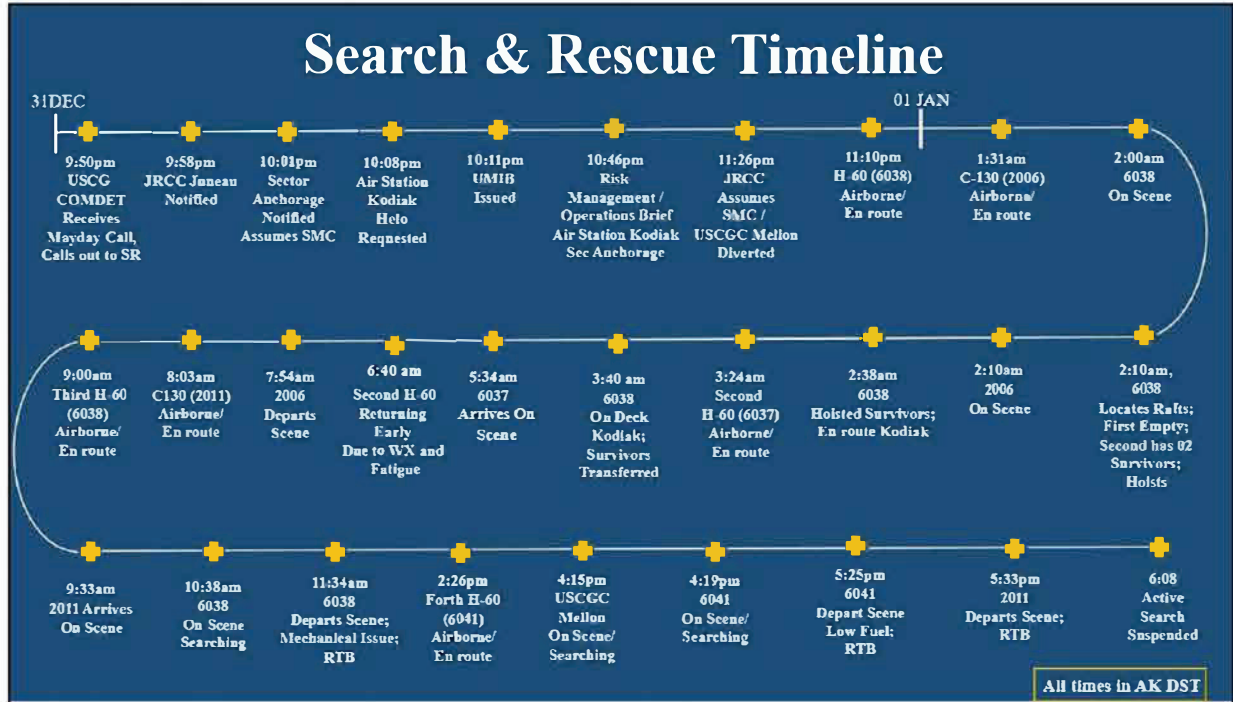 Search & Rescue Timeline
31DEC
01 JAN
9:50pm
USCG
COMDET
Receives
Mayday Call,
Calls out to SR
9:58pm
JRCC Juneau
Notified
10:01pm
Sector
Anchorage
Notified
Assumes SMC
10:08pm
Air Station
Kodiak
Helo
Requested
10:11pm
UMIB
Issued
10:46pm
Risk
Management /
Operations Brief
Air Station Kodiak
Sec Anchorage
11:26pm
JRCC
Assumes
SMC /
USCGC Mellon
Diverted
11:10pm
H-60 (6038)
Airborne/
En route
1:31am
C-130 (2006)
Airborne/
En route
2:00am
6038
On Scene
9:00am
Third H-60
(6038)
Airborne/
En route
8:03am
C130 (2011)
Airborne/
En route
7:54am
2006
Departs
Scene
6:40 am
Second H-60
Returning
Early
Due to WX and
Fatigue
5:34am
6037
Arrives On
Scene
3:40 am
6038
On Deck
Kodiak;
Survivors
Transferred
3:24am
Second
H-60 (6037)
Airborne/
En route
2:38am
6038
Hoisted Survivors;
En route Kodiak
2:10am
2006
On Scene
2:10am,
6038
Locates Rafts;
First Empty;
Second has 02
Survivors;
Hoists
9:33am
2011 Arrives
On Scene
10:38am
6038
On Scene
Searching
11:34am
6038
Departs Scene;
Mechanical Issue;
RTB
2:26pm
Forth H-60
(6041)
Airborne/
En route
4:15pm
USCGC
Mellon
On Scene/
Searching
4:19pm
6041
On Scene/
Searching
5:25pm
6041
Depart Scene
Low Fuel;
RTB
5:33pm
2011
Departs Scene;
RTB
6:08
Active
Search
Suspended
All times in AK DST